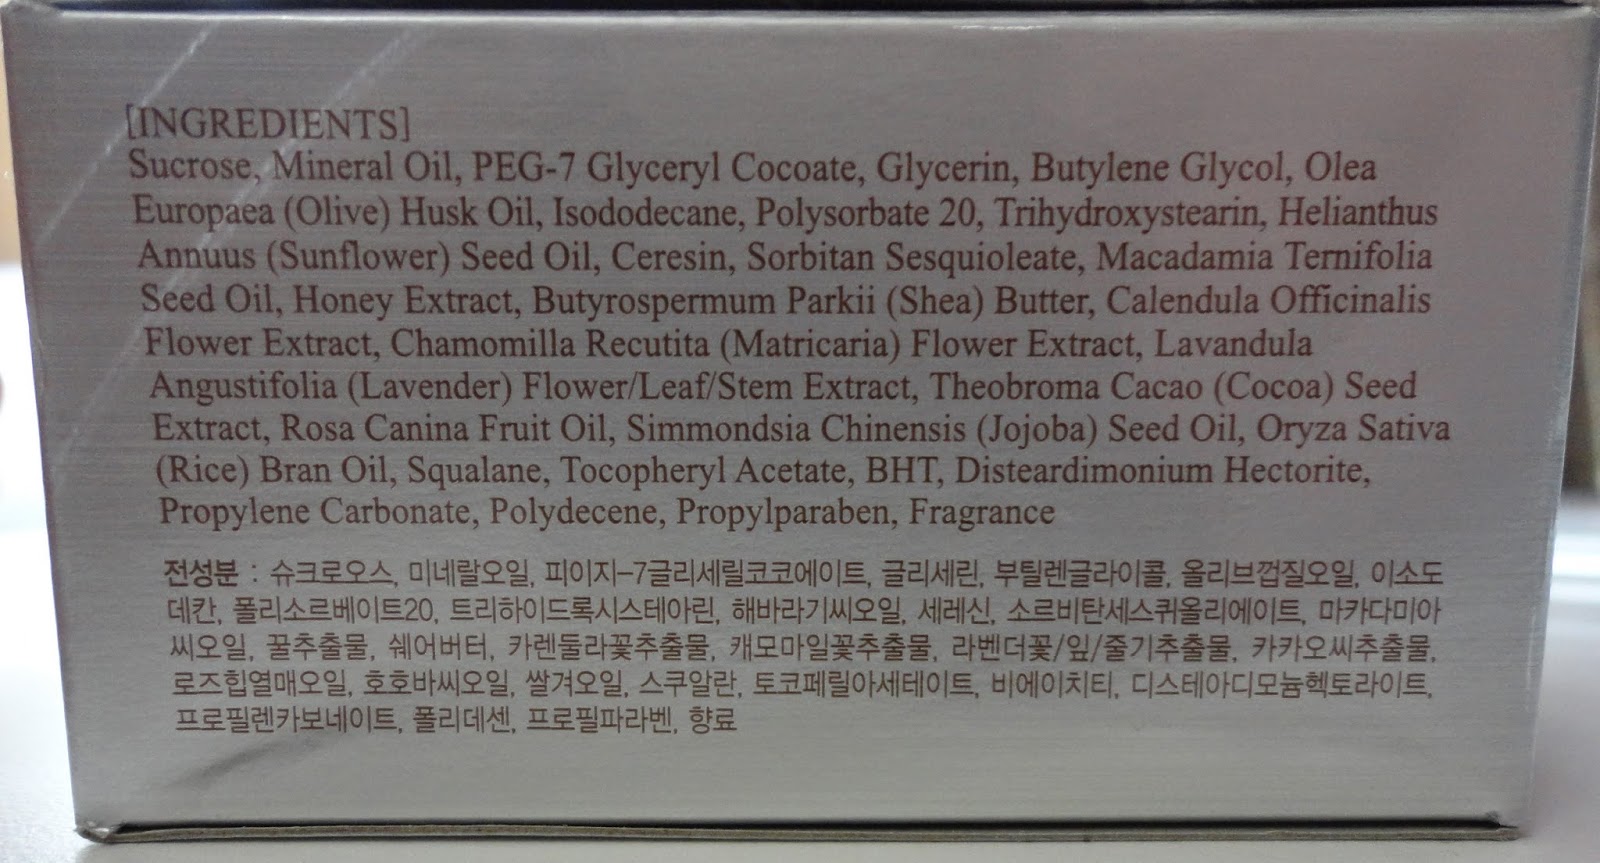 [INGREDIENTS]
Sucrose, Mineral Oil, PEG-7 Glyceryl Cocoate, Glycerin, Butylene Glycol, Olea
Europaea (Olive) Husk Oil, Isododecane, Polysorbate 20, Trihydroxystearin, Helianthus
Annuus (Sunflower) Seed Oil, Ceresin, Sorbitan Sesquioleate, Macadamia Ternifolia
Seed Oil, Honey Extract, Butyrospermum Parkii (Shea) Butter, Calendula Officinalis
Flower Extract, Chamomilla Recutita (Matricaria) Flower Extract, Lavandula
Angustifolia (Lavender) Flower/Leaf/Stem Extract, Theobroma Cacao (Cocoa) Seed
Extract, Rosa Canina Fruit Oil, Simmondsia Chinensis (Jojoba) Seed Oil, Oryza Sativa
(Rice) Bran Oil, Squalane, Tocopheryl Acetate, BHT, Disteardimonium Hectorite,
Propylene Carbonate, Polydecene, Propylparaben, Fragrance
전성분 : 슈크로오스, 미네랄오일, 피이지-7글리세릴코코에이트, 글리세린, 부틸렌글라이콜, 올리브껍질오일, 이소도
데칸, 폴리소르베이트20, 트리하이드록시스테아린, 해바라기씨오일, 세레신, 소르비탄세스퀴올리에이트, 마카다미아
씨오일, 꿀추출물, 쉐어버터, 카렌둘라꽃추출물, 캐모마일꽃추출물, 라벤더꽃/잎/줄기추출물, 카카오씨추출물,
로즈힙열매오일, 호호바씨오일, 쌀겨오일, 스쿠알란, 토코페릴아세테이트, 비에이치티, 디스테아디모늄헥토라이트,
프로필렌카보네이트, 폴리데센, 프로필파라벤, 향료